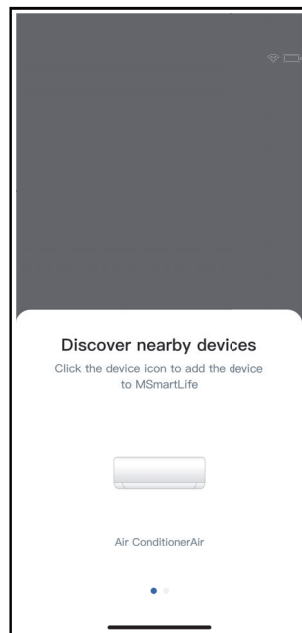 Discover nearby devices
Click the device icon to add the device
to MSmartLife
Air ConditionerAir